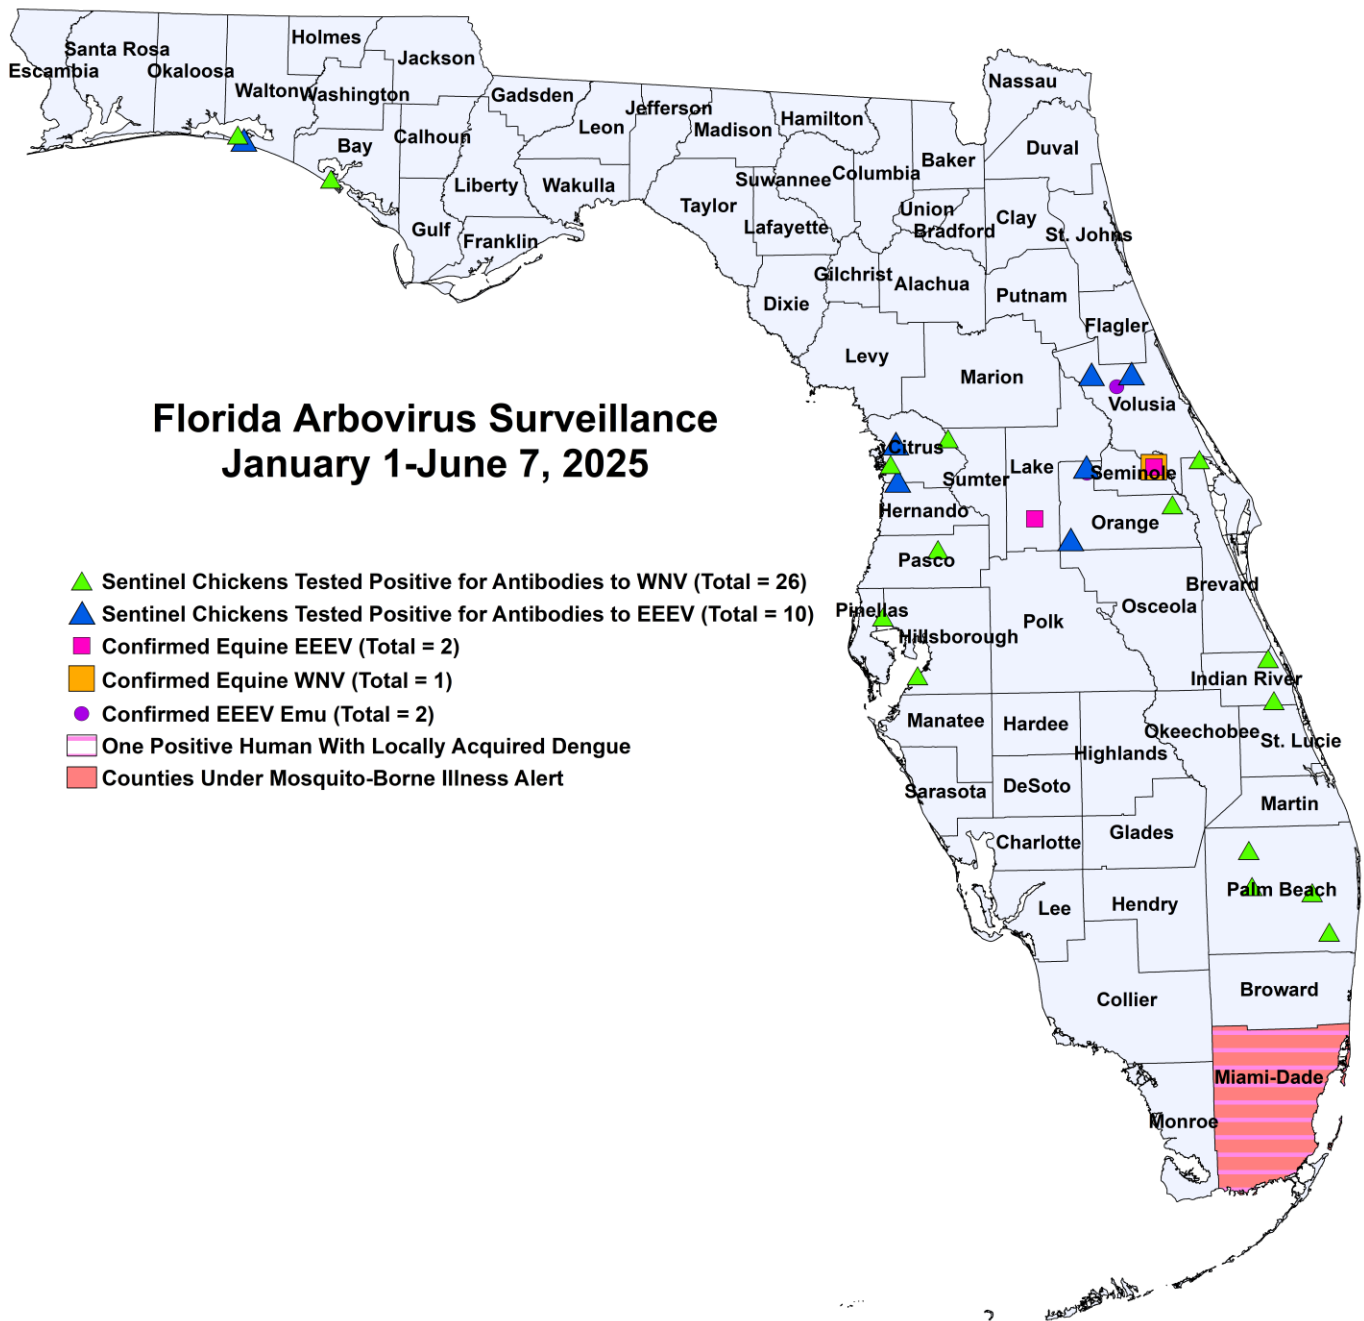 Holmes
Jackson
Santa Rosa
Escambia
Okaloosa
Walton
Washington
Gadsden
Jefferson
Nassau
Leon
Madison
Hamilton
Calhoun
Bay
Duval
Baker
Liberty
Wakulla
Suwannee
Columbia
Taylor
Union
Clay
Gulf
Franklin
Lafayette
Bradford
St. Johns
Gilchrist
Alachua
Putnam
Dixie
Flagler
Levy
Marion
Volusia
Florida Arbovirus Surveillance
January 1-June 7, 2025
Citrus
Lake
Seminole
Sumter
Hernando
Orange
Pasco
Brevard
Osceola
Pinellas
Polk
Hillsborough
Indian River
Manatee
Hardee
Okeechobee
St. Lucie
Highlands
Sarasota
DeSoto
Martin
Charlotte
Glades
Palm Beach
Lee
Hendry
Broward
Collier
Miami-Dade
Monroe
Sentinel Chickens Tested Positive for Antibodies to WNV (Total = 26)
Sentinel Chickens Tested Positive for Antibodies to EEEV (Total = 10)
Confirmed Equine EEEV (Total = 2)
Confirmed Equine WNV (Total = 1)
Confirmed EEEV Emu (Total = 2)
One Positive Human With Locally Acquired Dengue
Counties Under Mosquito-Borne Illness Alert